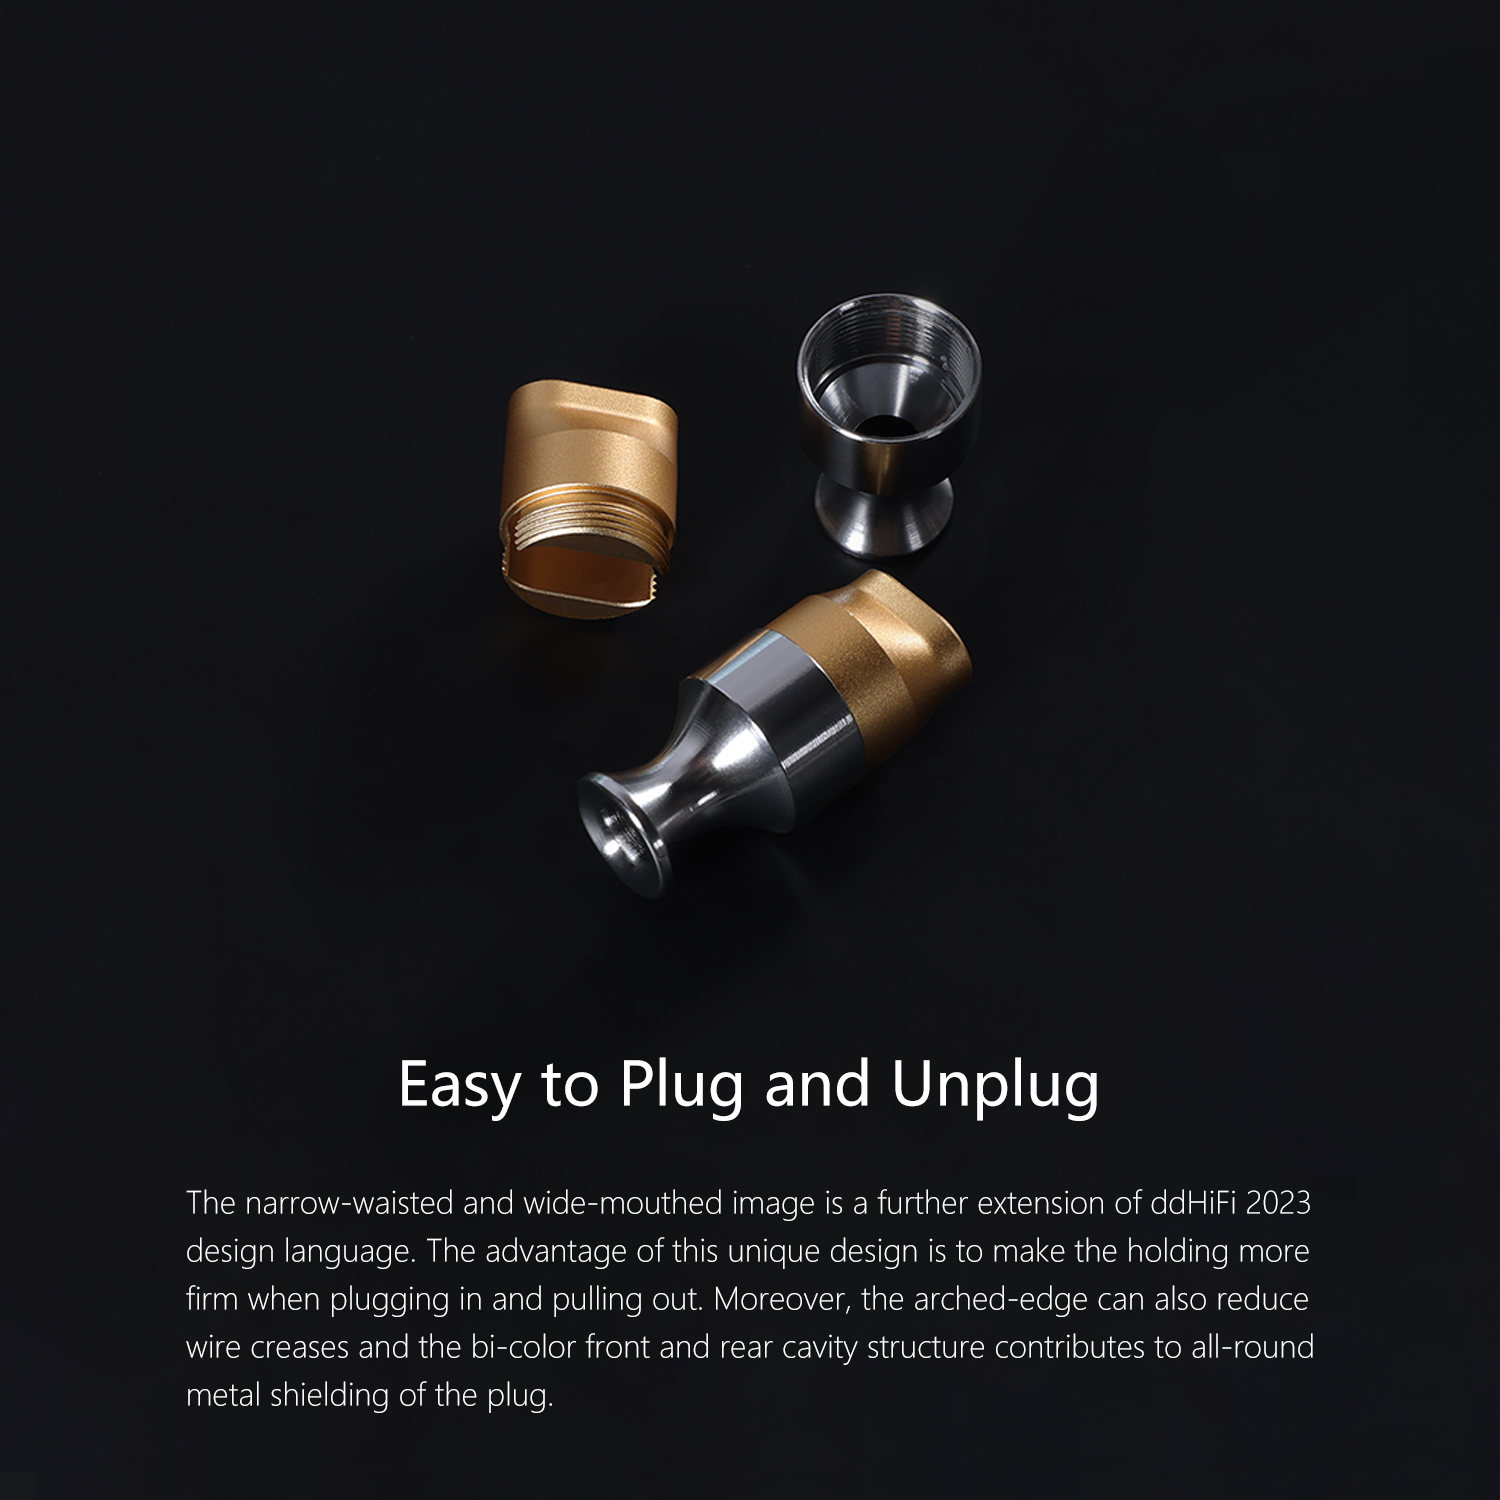 Easy to Plug and Unplug
The narrow-waisted and wide-mouthed image is a further extension of ddHiFi 2023
design language. The advantage of this unique design is to make the holding more
firm when plugging in and pulling out. Moreover, the arched-edge can also reduce
wire creases and the bi-color front and rear cavity structure contributes to all-round
metal shielding of the plug.